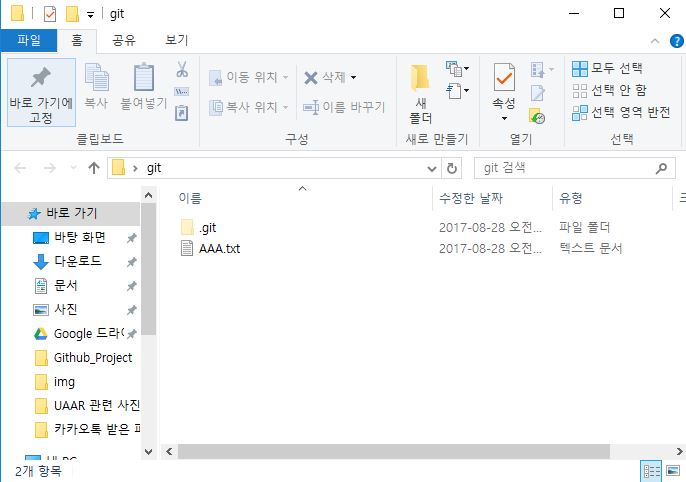 git
파일 홈 공유 보기
바로 가기에 고정
복사
붙여넣기
클립보드
이동 위치
복사 위치
삭제
이름 바꾸기
구성
새 폴더
새로 만들기
속성
열기
모두 선택
선택 안 함
선택 영역 반전
선택
git
git 검색
이름 수정한 날짜 유형
.git 2017-08-28 오전... 파일 폴더
AAA.txt 2017-08-28 오전... 텍스트 문서
바로 가기
바탕 화면
다운로드
문서
사진
Google 드라이
Github_Project
img
UAAR 관련 사진
카카오톡 받은 파
내 PC
2개 항목